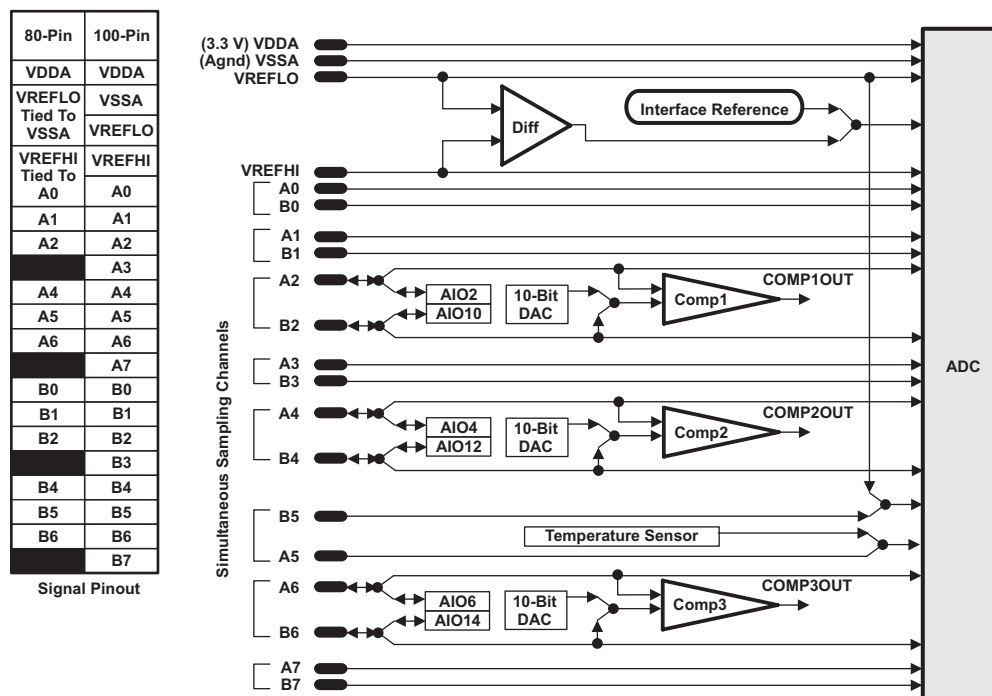 80-Pin 100-Pin
VDDA VDDA
VREFLO
Tied To
VSSA
VSSA
VREFLO
VREFHI
Tied To
A0
VREFHI
A0
A1 A1
A2 A2
A3
A4 A4
A5 A5
A6 A6
A7
B0 B0
B1 B1
B2 B2
B3
B4 B4
B5 B5
B6 B6
B7
Signal Pinout
(3.3 V) VDDA
(Agnd) VSSA
VREFLO
Diff
Interface Reference
VREFHI
Simultaneous Sampling Channels
A0
B0
A1
B1
A2
AIO2
AIO10
10-Bit
DAC
Comp1
COMP1OUT
B2
A3
B3
A4
AIO4
AIO12
10-Bit
DAC
Comp2
COMP2OUT
B4
B5
Temperature Sensor
A5
A6
AIO6
AIO14
10-Bit
DAC
Comp3
COMP3OUT
B6
A7
B7
ADC